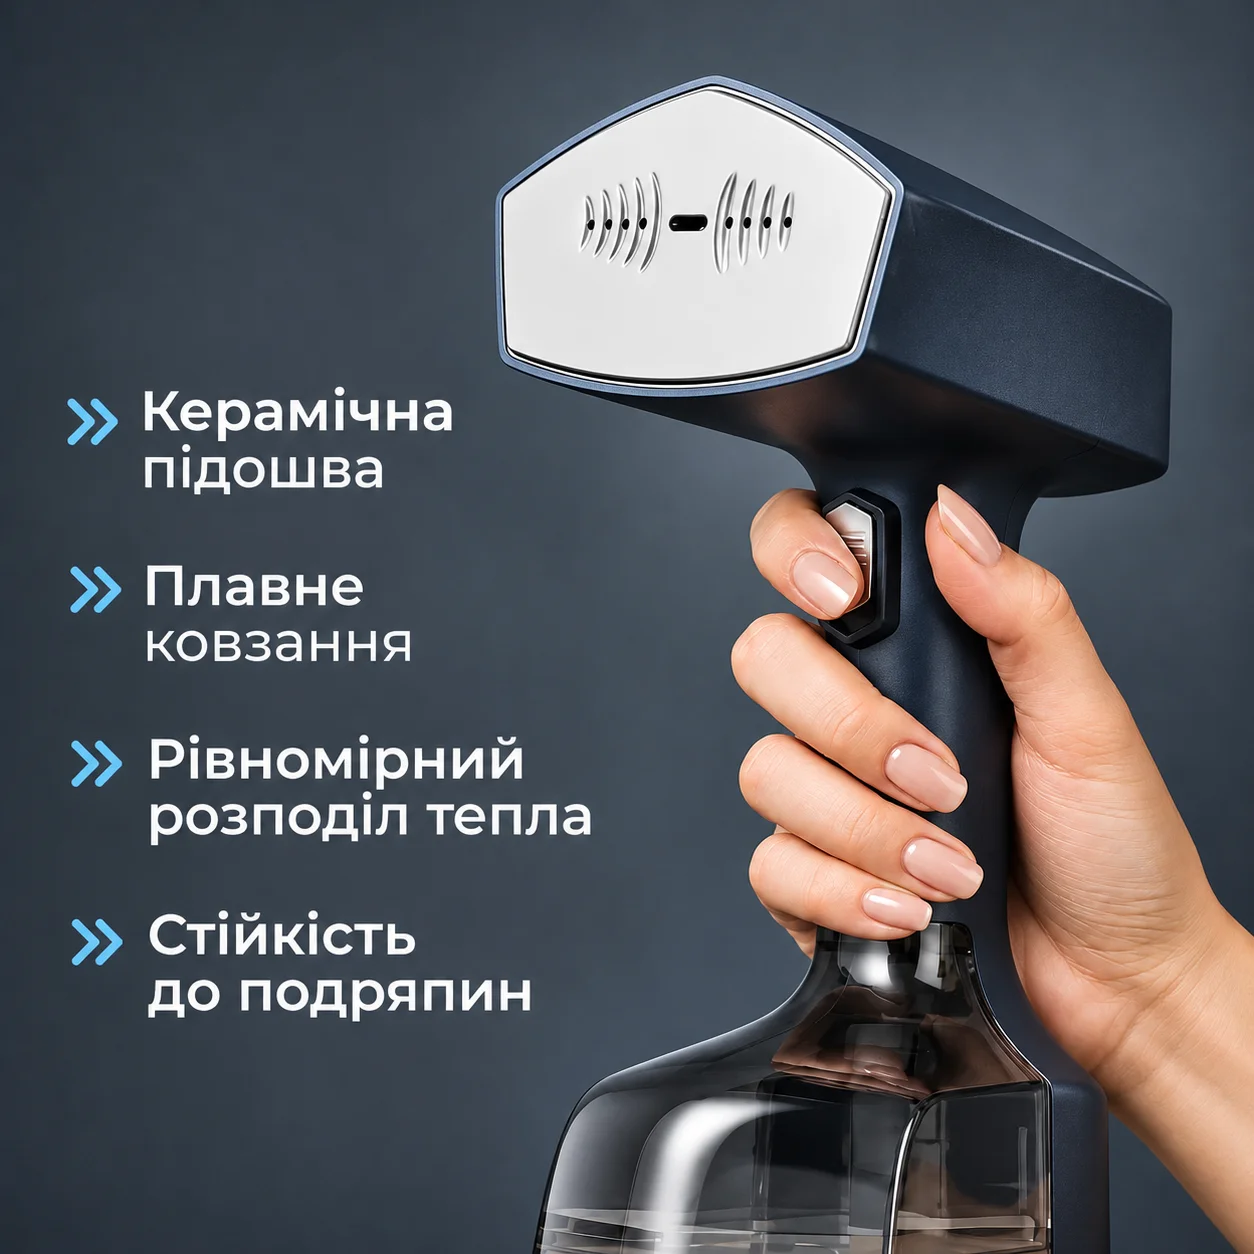 Керамічна
підошва
Плавне
ковзання
Рівномірний
розподіл тепла
Стійкість
до подряпин